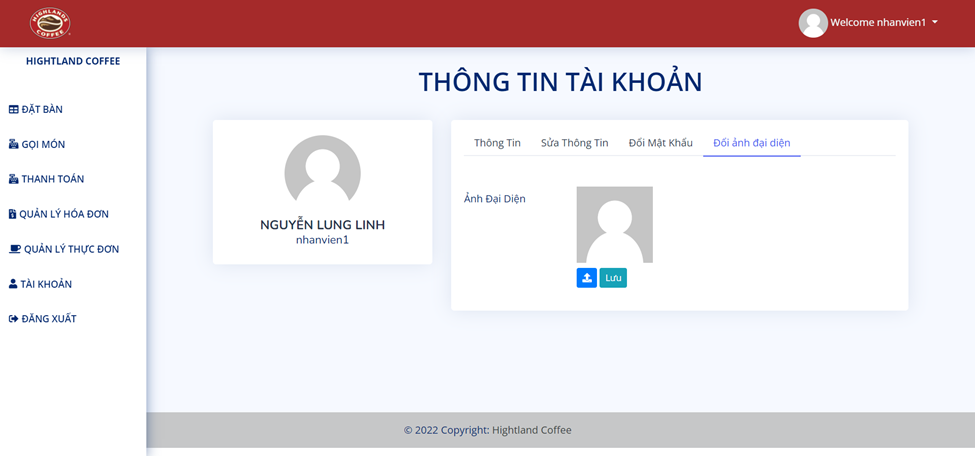 HIGHLANDS
COFFEE
Welcome nhanvien1
HIGHTLAND COFFEE
ĐẶT BÀN
GỌI MÓN
THANH TOÁN
QUẢN LÝ HÓA ĐƠN
QUẢN LÝ THỰC ĐƠN
TÀI KHOẢN
ĐĂNG XUẤT
THÔNG TIN TÀI KHOẢN
NGUYỄN LUNG LINH
nhanvien1
Thông Tin Sửa Thông Tin Đổi Mật Khẩu Đổi ảnh đại diện
Ảnh Đại Diện
Lưu
© 2022 Copyright: Hightland Coffee